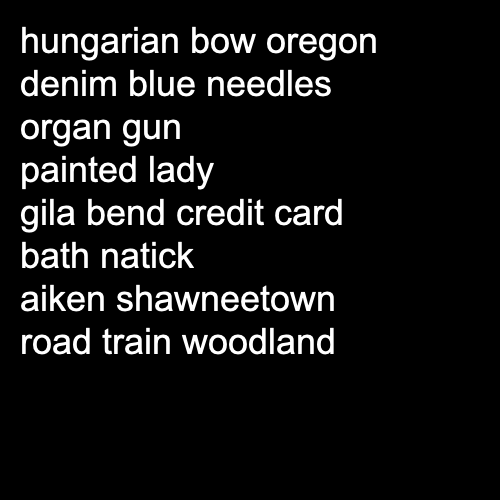 hungarian bow oregon
denim blue needles
organ gun
painted lady
gila bend credit card
bath natick
aiken shawneetown
road train woodland